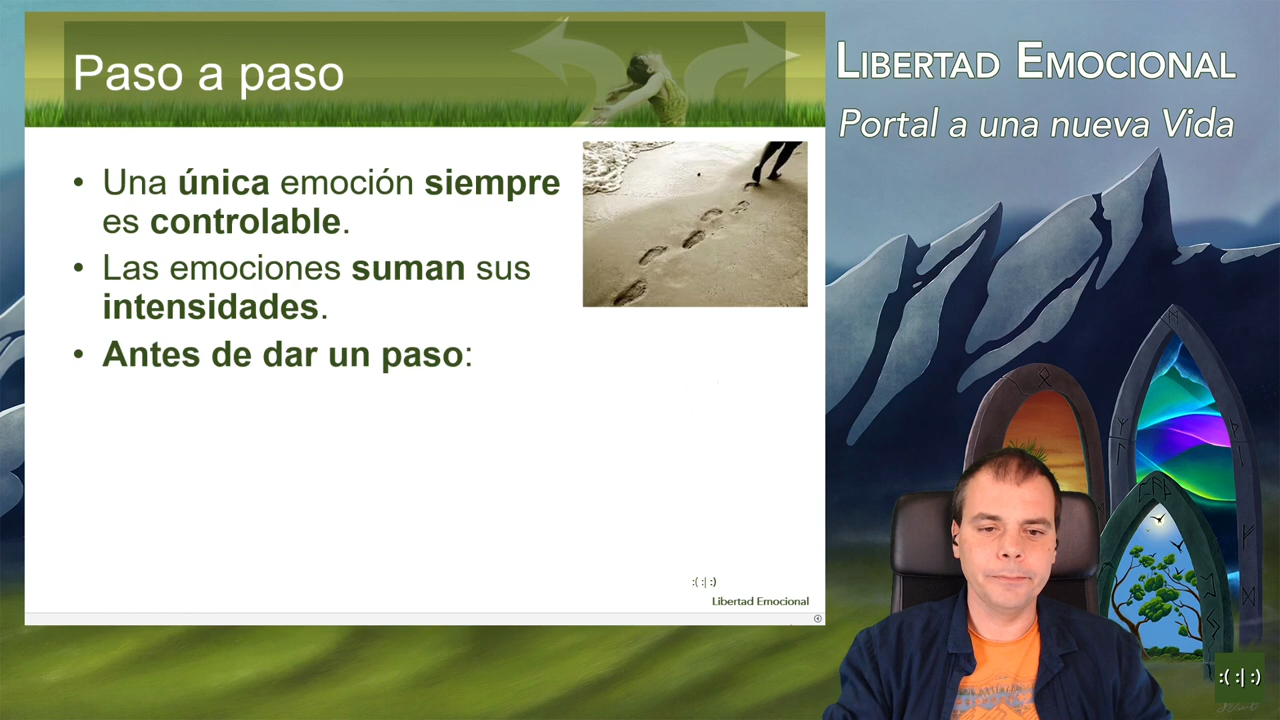 Paso a paso
LIBERTAD EMOCIONAL
Portal a una nueva Vida
• Una única emoción siempre
es controlable.
• Las emociones suman sus
intensidades.
• Antes de dar un paso:
:( :| :)
Libertad Emocional
:( :| :)